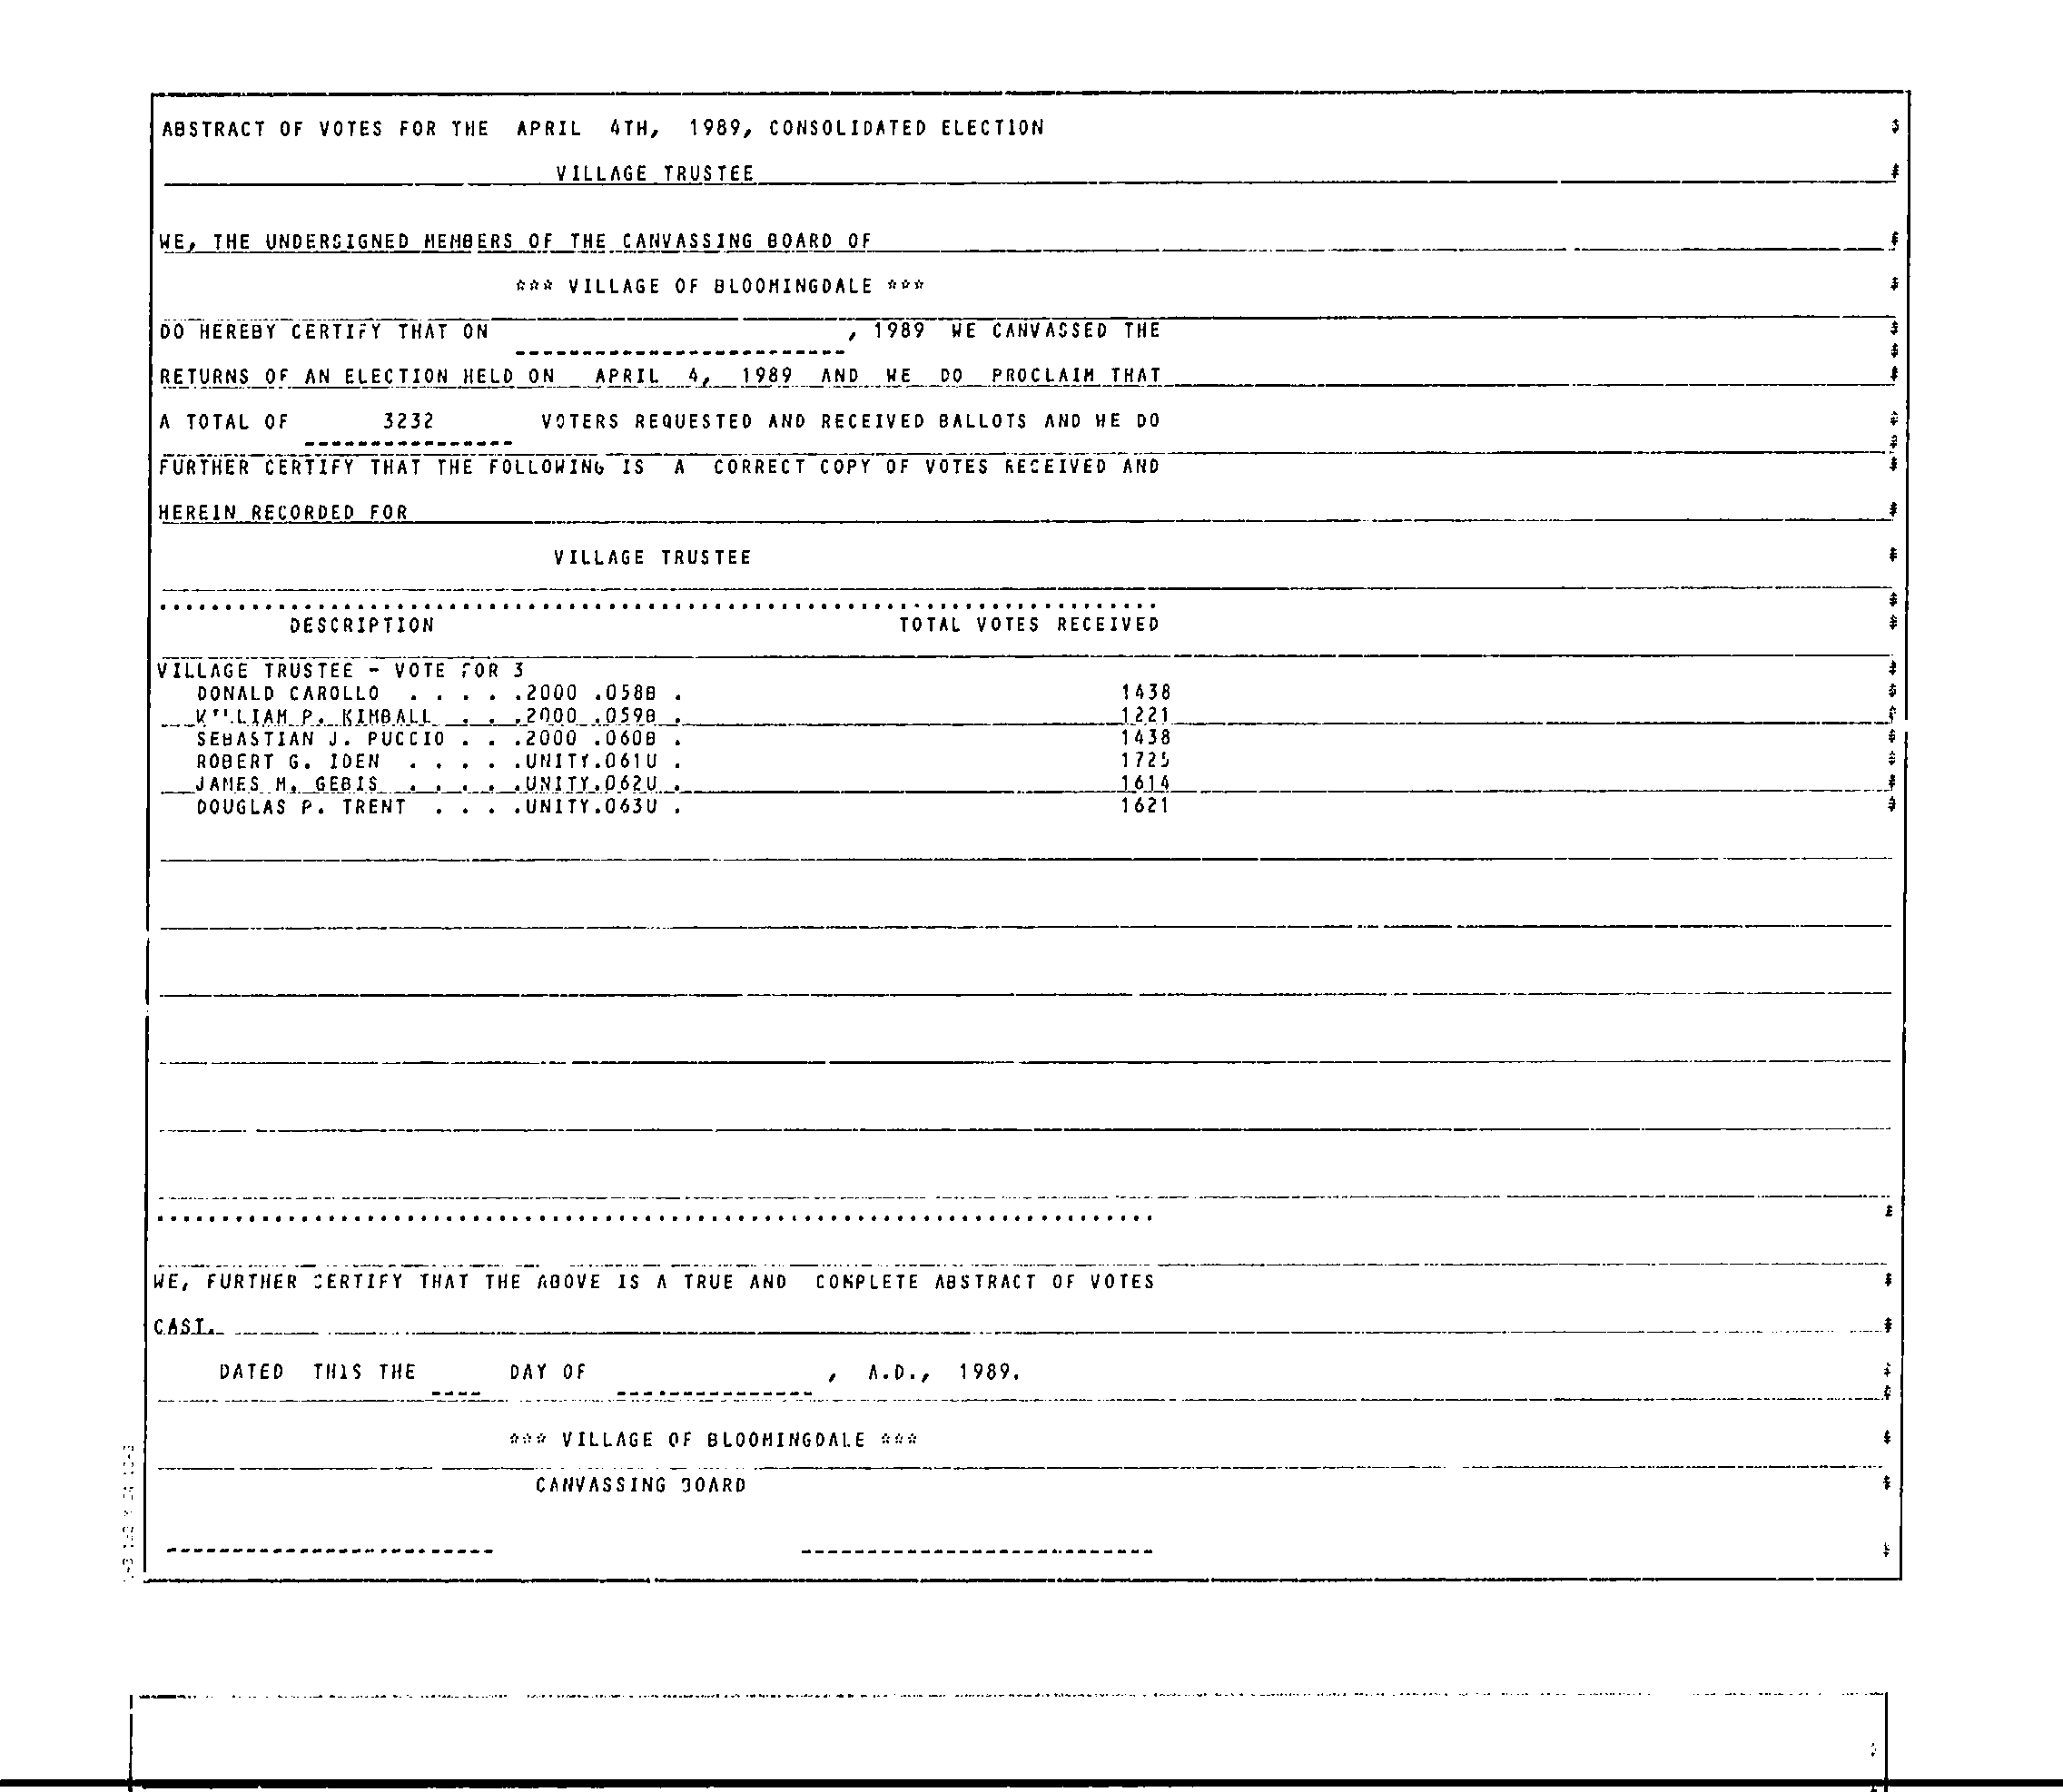 ABSTRACT OF VOTES FOR THE APRIL 4TH, 1989, CONSOLIDATED ELECTION
VILLAGE TRUSTEE
WE, THE UNDERSIGNED MEMBERS OF THE CANVASSING BOARD OF
*** VILLAGE OF BLOOMINGDALE ***
DO HEREBY CERTIFY THAT ON , 1989 WE CANVASSED THE
RETURNS OF AN ELECTION HELD ON APRIL 4, 1989 AND WE DO PROCLAIM THAT
A TOTAL OF 3232 VOTERS REQUESTED AND RECEIVED BALLOTS AND WE DO
FURTHER CERTIFY THAT THE FOLLOWING IS A CORRECT COPY OF VOTES RECEIVED AND
HEREIN RECORDED FOR
VILLAGE TRUSTEE
DESCRIPTION TOTAL VOTES RECEIVED
VILLAGE TRUSTEE - VOTE FOR 3
DONALD CAROLLO . . . . .2000 .058B . 1438
WILLIAM P. KIMBALL . . .2000 .059B . 1221
SEBASTIAN J. PUCCIO . . .2000 .060B . 1438
ROBERT G. IDEN . . . . .UNITY.061U . 1725
JAMES M. GEBIS . . . . .UNITY.062U . 1614
DOUGLAS P. TRENT . . . .UNITY.063U . 1621
WE, FURTHER CERTIFY THAT THE ABOVE IS A TRUE AND COMPLETE ABSTRACT OF VOTES
CAST.
DATED THIS THE DAY OF , A.D., 1989.
*** VILLAGE OF BLOOMINGDALE ***
CANVASSING BOARD